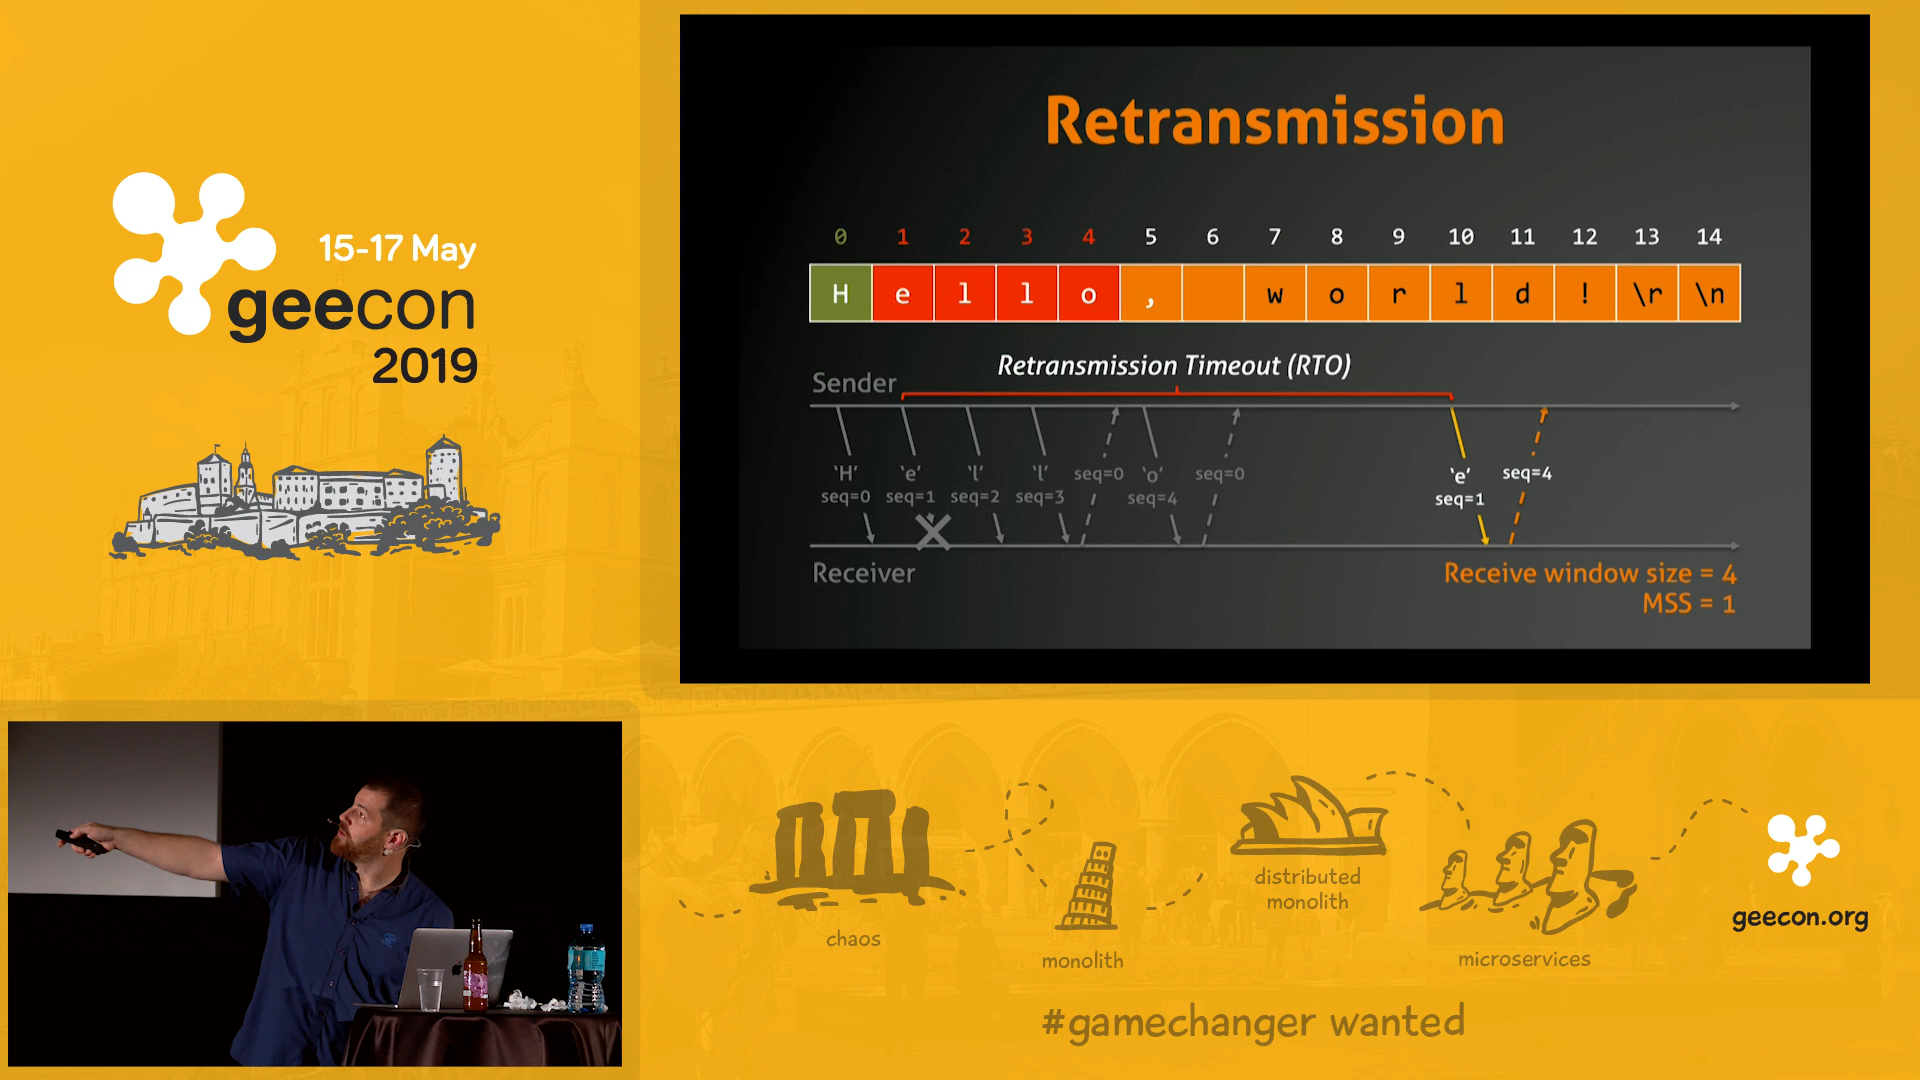 15-17 May
geecon
2019
Retransmission
0 1 2 3 4 5 6 7 8 9 10 11 12 13 14
H e l l o , w o r l d ! \r \n
Retransmission Timeout (RTO)
Sender
'H' 'e' 'l' 'l' seq=0 'o' seq=0 'e' seq=4
seq=0 seq=1 seq=2 seq=3 seq=4 seq=1
Receiver
Receive window size = 4
MSS = 1
chaos
monolith
distributed
monolith
microservices
geecon.org
#gamechanger wanted